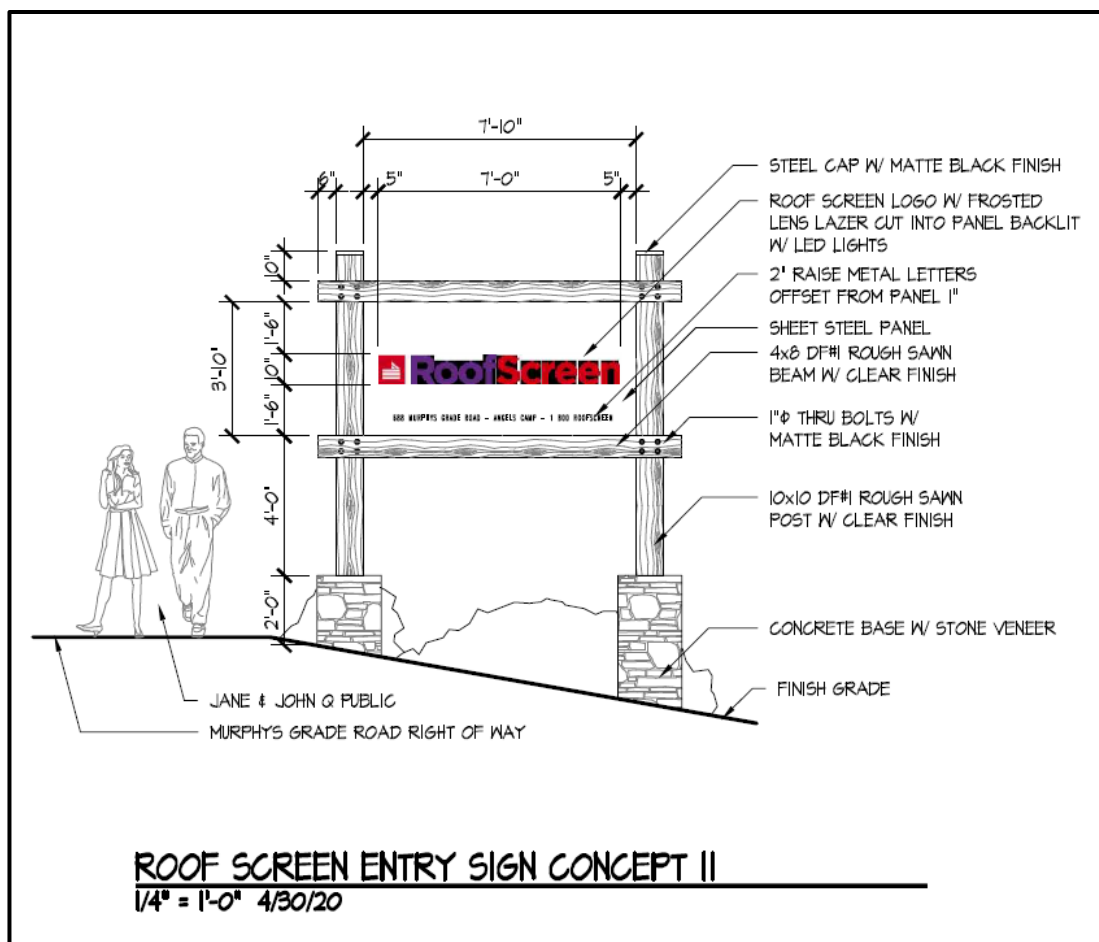 7'-10"
6"
5"
7'-0"
5"
10"
1'-6"
3'-10"
10"
1'-6"
4'-0"
2'-0"
RoofScreen
MURPHYS GRADE ROAD - ANGELS CAMP - 1 800 ROOFSCREEN
STEEL CAP W/ MATTE BLACK FINISH
ROOF SCREEN LOGO W/ FROSTED
LENS LAZER CUT INTO PANEL BACKLIT
W/ LED LIGHTS
2' RAISE METAL LETTERS
OFFSET FROM PANEL 1"
SHEET STEEL PANEL
4x8 DF#1 ROUGH SAWN
BEAM W/ CLEAR FINISH
1"Φ THRU BOLTS W/
MATTE BLACK FINISH
10x10 DF#1 ROUGH SAWN
POST W/ CLEAR FINISH
CONCRETE BASE W/ STONE VENEER
FINISH GRADE
JANE & JOHN Q PUBLIC
MURPHYS GRADE ROAD RIGHT OF WAY
ROOF SCREEN ENTRY SIGN CONCEPT II
1/4" = 1'-0" 4/30/20